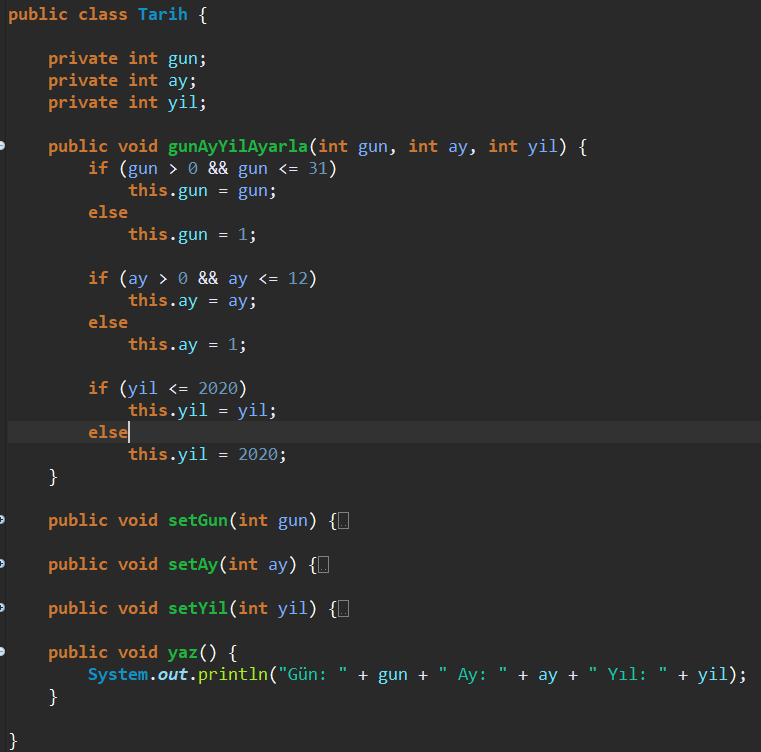 public class Tarih {
private int gun;
private int ay;
private int yil;
public void gunAyYilAyarla(int gun, int ay, int yil) {
if (gun > 0 && gun <= 31)
this.gun = gun;
else
this.gun = 1;
if (ay > 0 && ay <= 12)
this.ay = ay;
else
this.ay = 1;
if (yil <= 2020)
this.yil = yil;
else
this.yil = 2020;
}
public void setGun(int gun) {
public void setAy(int ay) {
public void setYil(int yil) {
public void yaz() {
System.out.println("Gün: " + gun + " Ay: " + ay + " Yıl: " + yil);
}
}